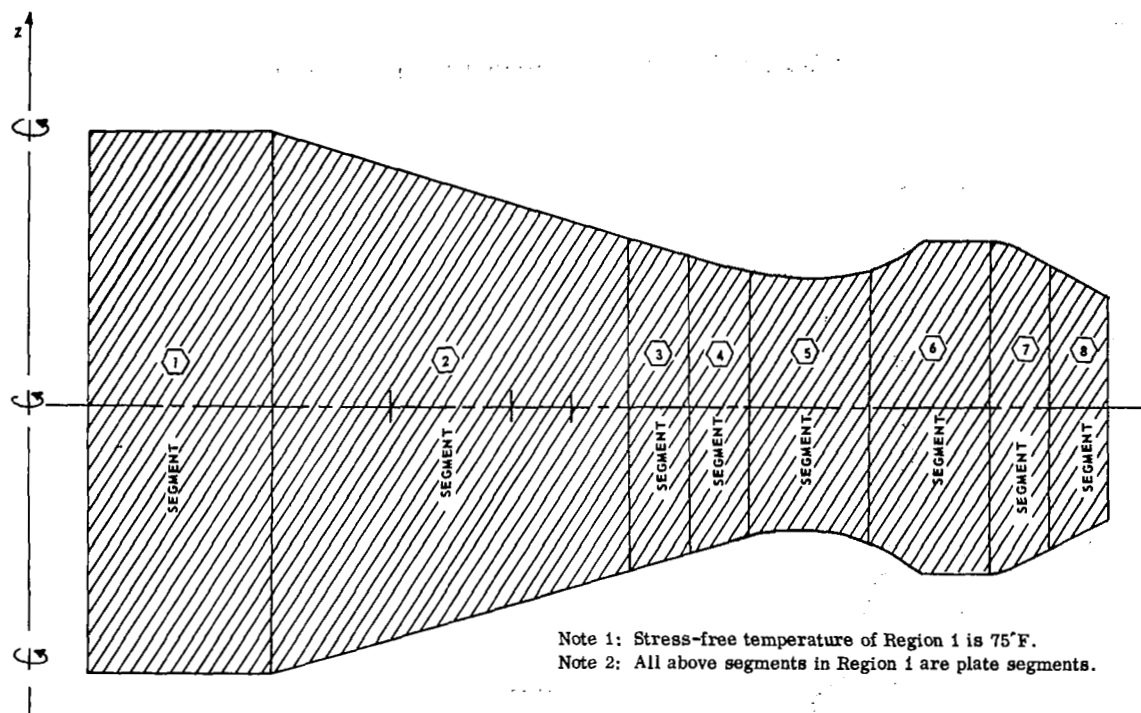 Z
1
2
3
4
5
6
7
8
SEGMENT
SEGMENT
SEGMENT
SEGMENT
SEGMENT
SEGMENT
SEGMENT
SEGMENT
Note 1: Stress-free temperature of Region 1 is 75°F.
Note 2: All above segments in Region 1 are plate segments.